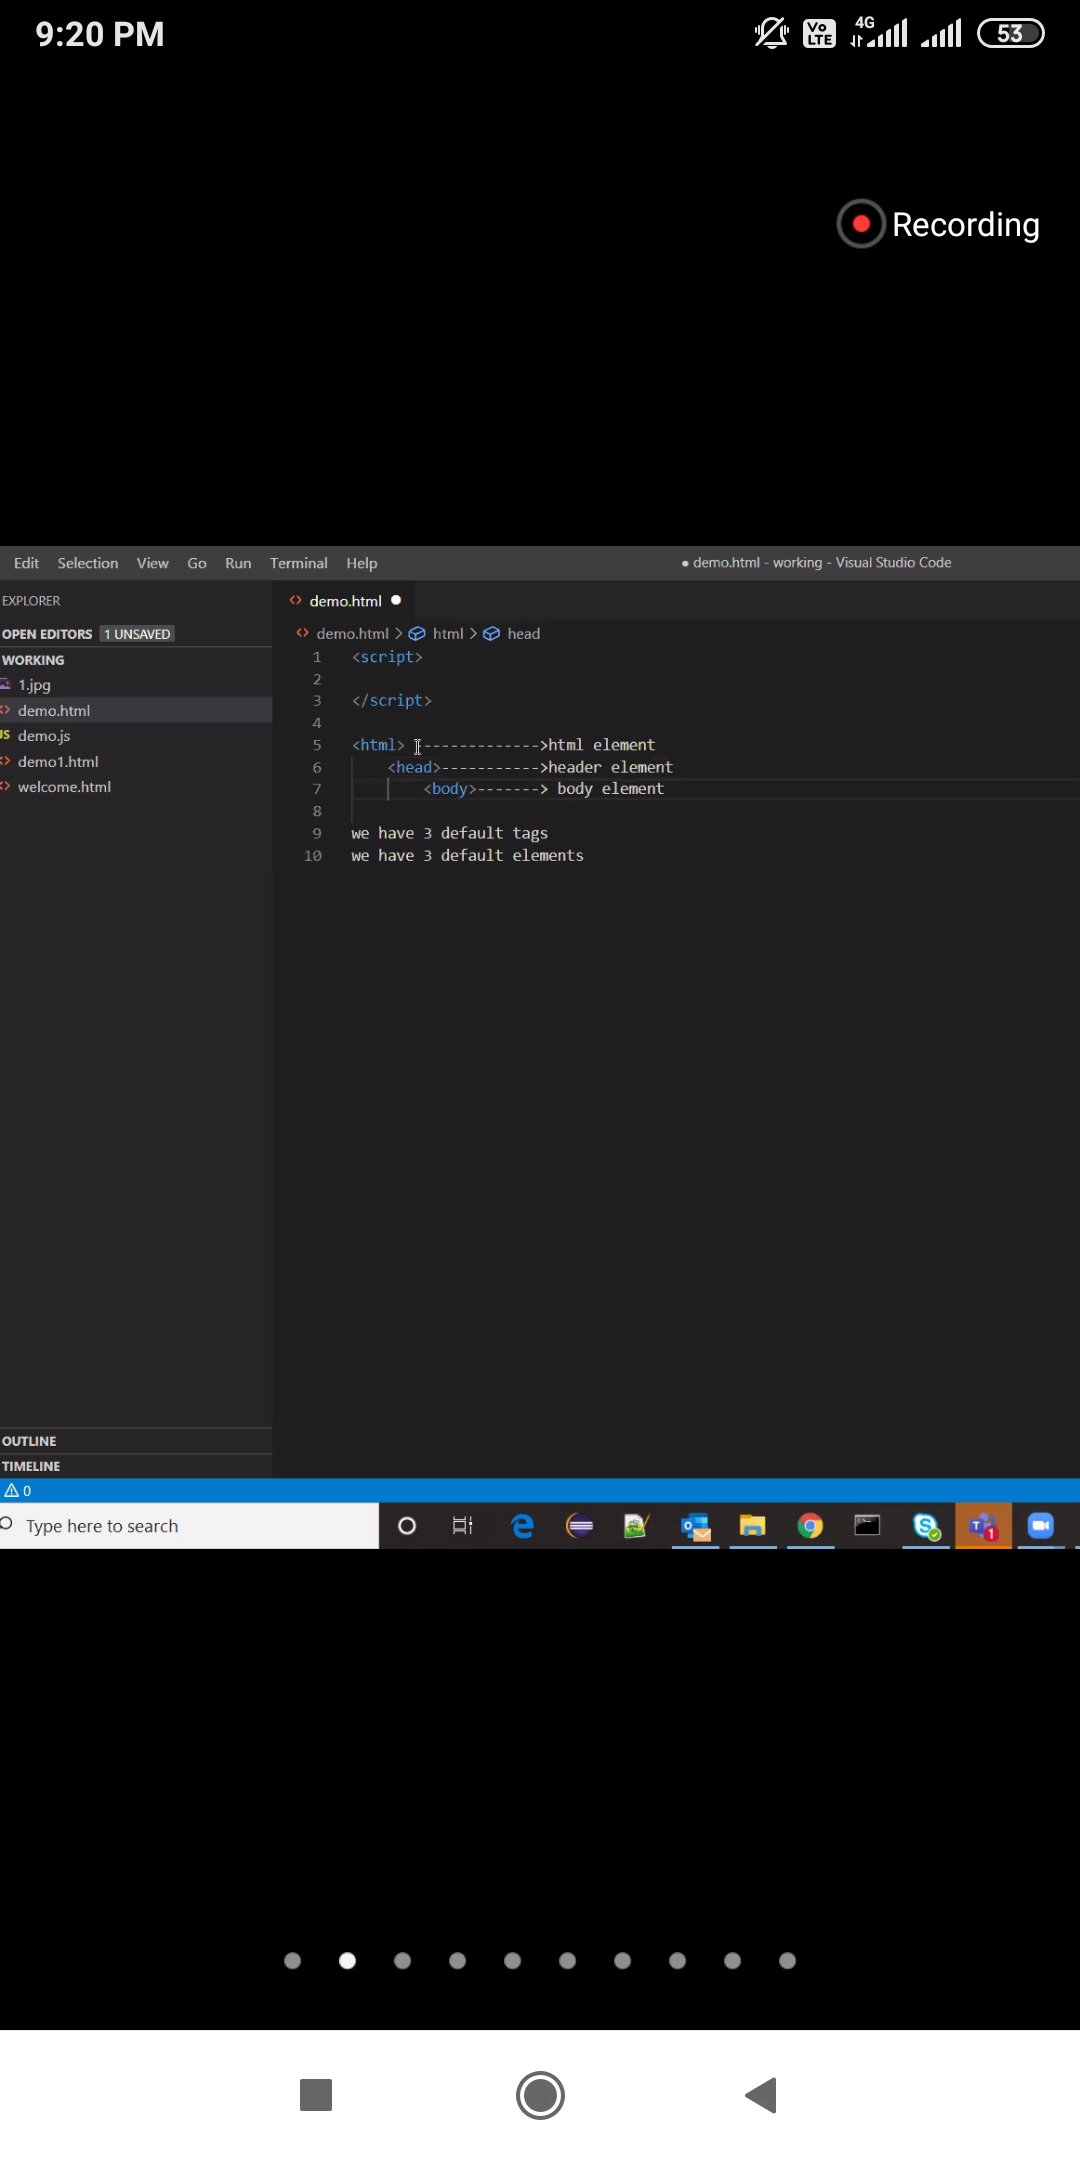 9:20 PM
Vo LTE 4G 53
Recording
Edit Selection View Go Run Terminal Help ● demo.html - working - Visual Studio Code
EXPLORER
<> demo.html ●
OPEN EDITORS 1 UNSAVED
demo.html > html > head
WORKING
1.jpg
demo.html
JS demo.js
demo1.html
welcome.html
1 <script>
2
3 </script>
4
5 <html> ------------->html element
6 <head>----------->header element
7 <body>-------> body element
8
9 we have 3 default tags
10 we have 3 default elements
OUTLINE
TIMELINE
0
Type here to search
1